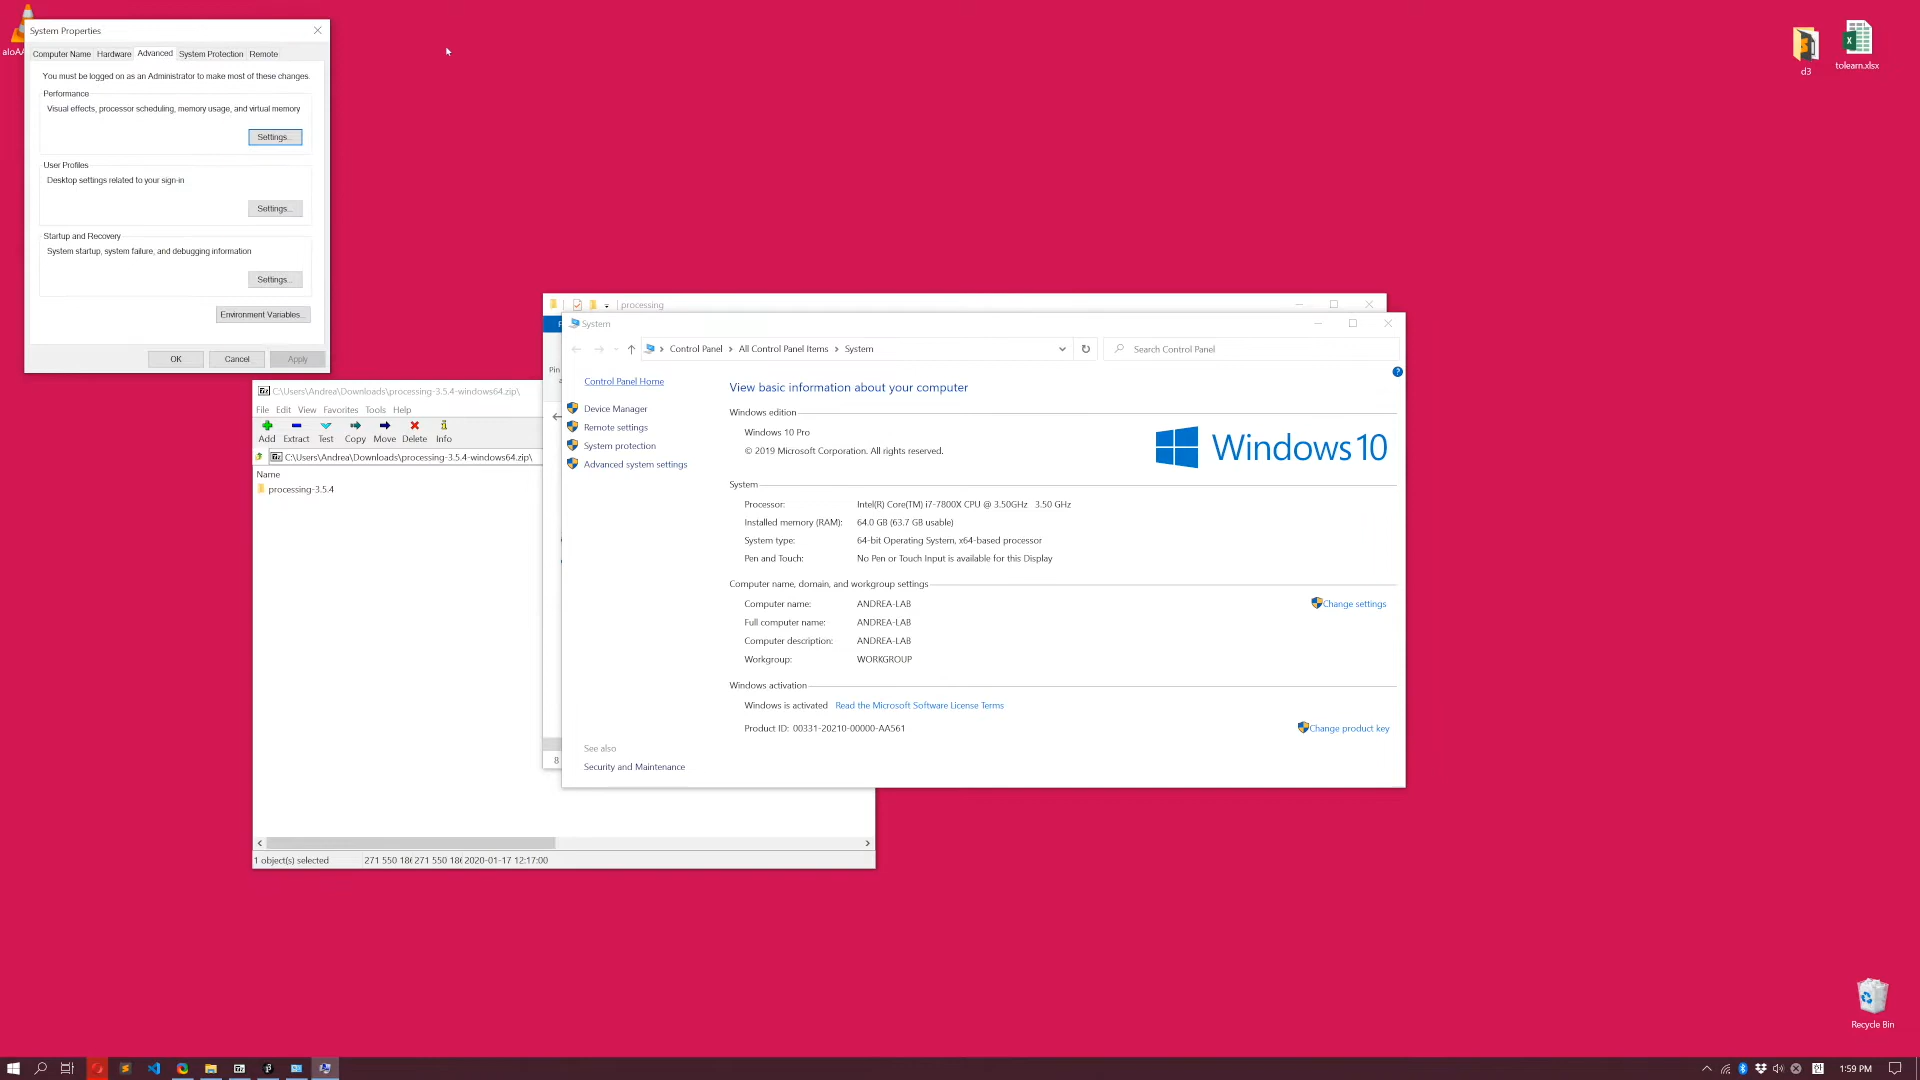 System Properties
Computer Name Hardware Advanced System Protection Remote
You must be logged on as an Administrator to make most of these changes.
Performance
Visual effects, processor scheduling, memory usage, and virtual memory
Settings...
User Profiles
Desktop settings related to your sign-in
Settings...
Startup and Recovery
System startup, system failure, and debugging information
Settings...
Environment Variables...
OK Cancel Apply
C:\Users\Andrea\Downloads\processing-3.5.4-windows64.zip\
File Edit View Favorites Tools Help
Add Extract Test Copy Move Delete Info
C:\Users\Andrea\Downloads\processing-3.5.4-windows64.zip\
Name
processing-3.5.4
1 object(s) selected 271 550 18 271 550 18 2020-01-17 12:17:00
processing
Pin
8
System
Control Panel All Control Panel Items System
Search Control Panel
Control Panel Home
Device Manager
Remote settings
System protection
Advanced system settings
See also
Security and Maintenance
View basic information about your computer
Windows edition
Windows 10 Pro
© 2019 Microsoft Corporation. All rights reserved.
Windows 10
System
Processor: Intel(R) Core(TM) i7-7800X CPU @ 3.50GHz 3.50 GHz
Installed memory (RAM): 64.0 GB (63.7 GB usable)
System type: 64-bit Operating System, x64-based processor
Pen and Touch: No Pen or Touch Input is available for this Display
Computer name, domain, and workgroup settings
Computer name: ANDREA-LAB
Change settings
Full computer name: ANDREA-LAB
Computer description: ANDREA-LAB
Workgroup: WORKGROUP
Windows activation
Windows is activated Read the Microsoft Software License Terms
Product ID: 00331-20210-00000-AA561
Change product key
d3
tolearn.xlsx
Recycle Bin
1:59 PM